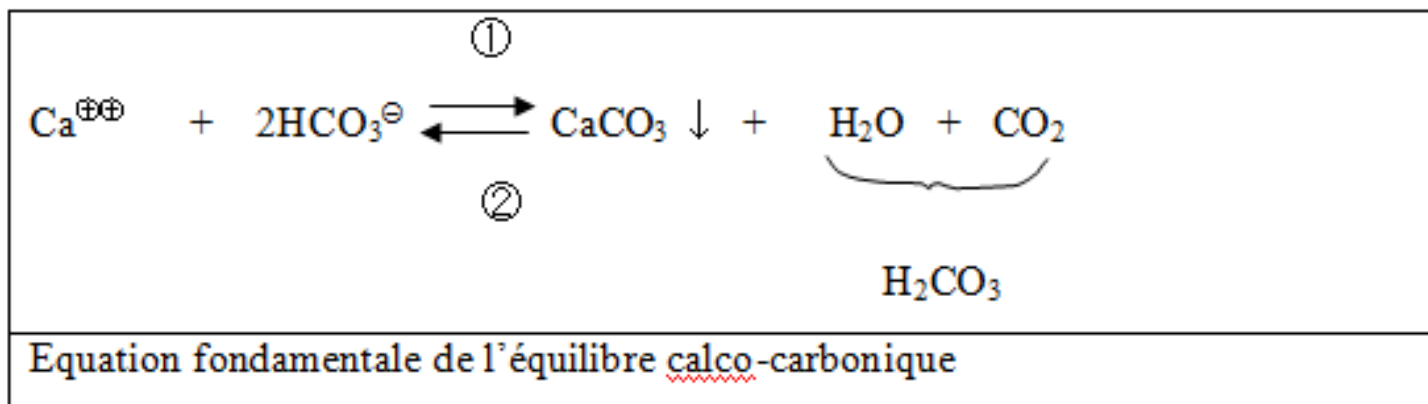 ①
Ca⊕⊕ + 2HCO₃⊖ ⇄ CaCO₃ ↓ + H₂O + CO₂
②
H₂CO₃
Equation fondamentale de l'équilibre calco-carbonique